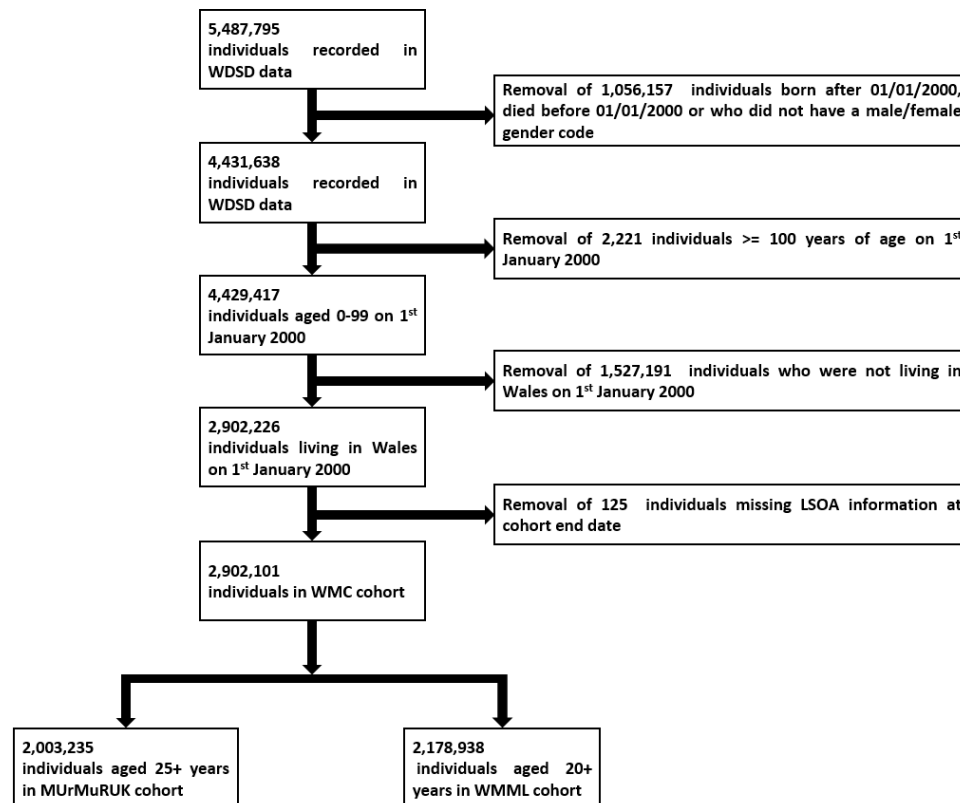 5,487,795
individuals recorded in
WDSD data
Removal of 1,056,157 individuals born after 01/01/2000,
died before 01/01/2000 or who did not have a male/female
gender code
4,431,638
individuals recorded in
WDSD data
Removal of 2,221 individuals >= 100 years of age on 1st
January 2000
4,429,417
individuals aged 0-99 on 1st
January 2000
Removal of 1,527,191 individuals who were not living in
Wales on 1st January 2000
2,902,226
individuals living in Wales
on 1st January 2000
Removal of 125 individuals missing LSOA information at
cohort end date
2,902,101
individuals in WMC cohort
2,003,235
individuals aged 25+ years
in MUrMuRUK cohort
2,178,938
individuals aged 20+
years in WMML cohort